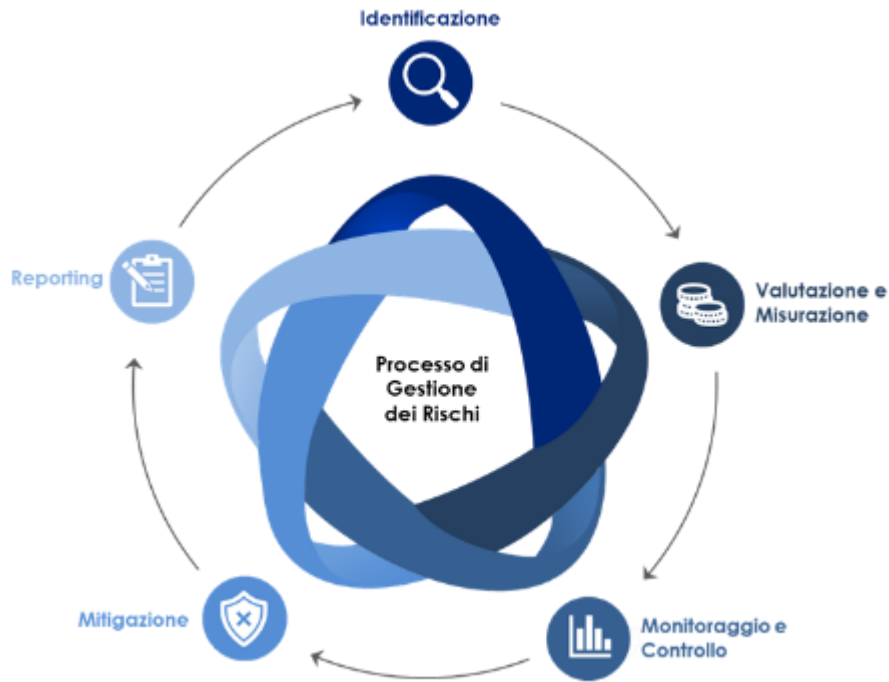 Identificazione
Reporting
Valutazione e
Misurazione
Processo di
Gestione
dei Rischi
Mitigazione
Monitoraggio e
Controllo